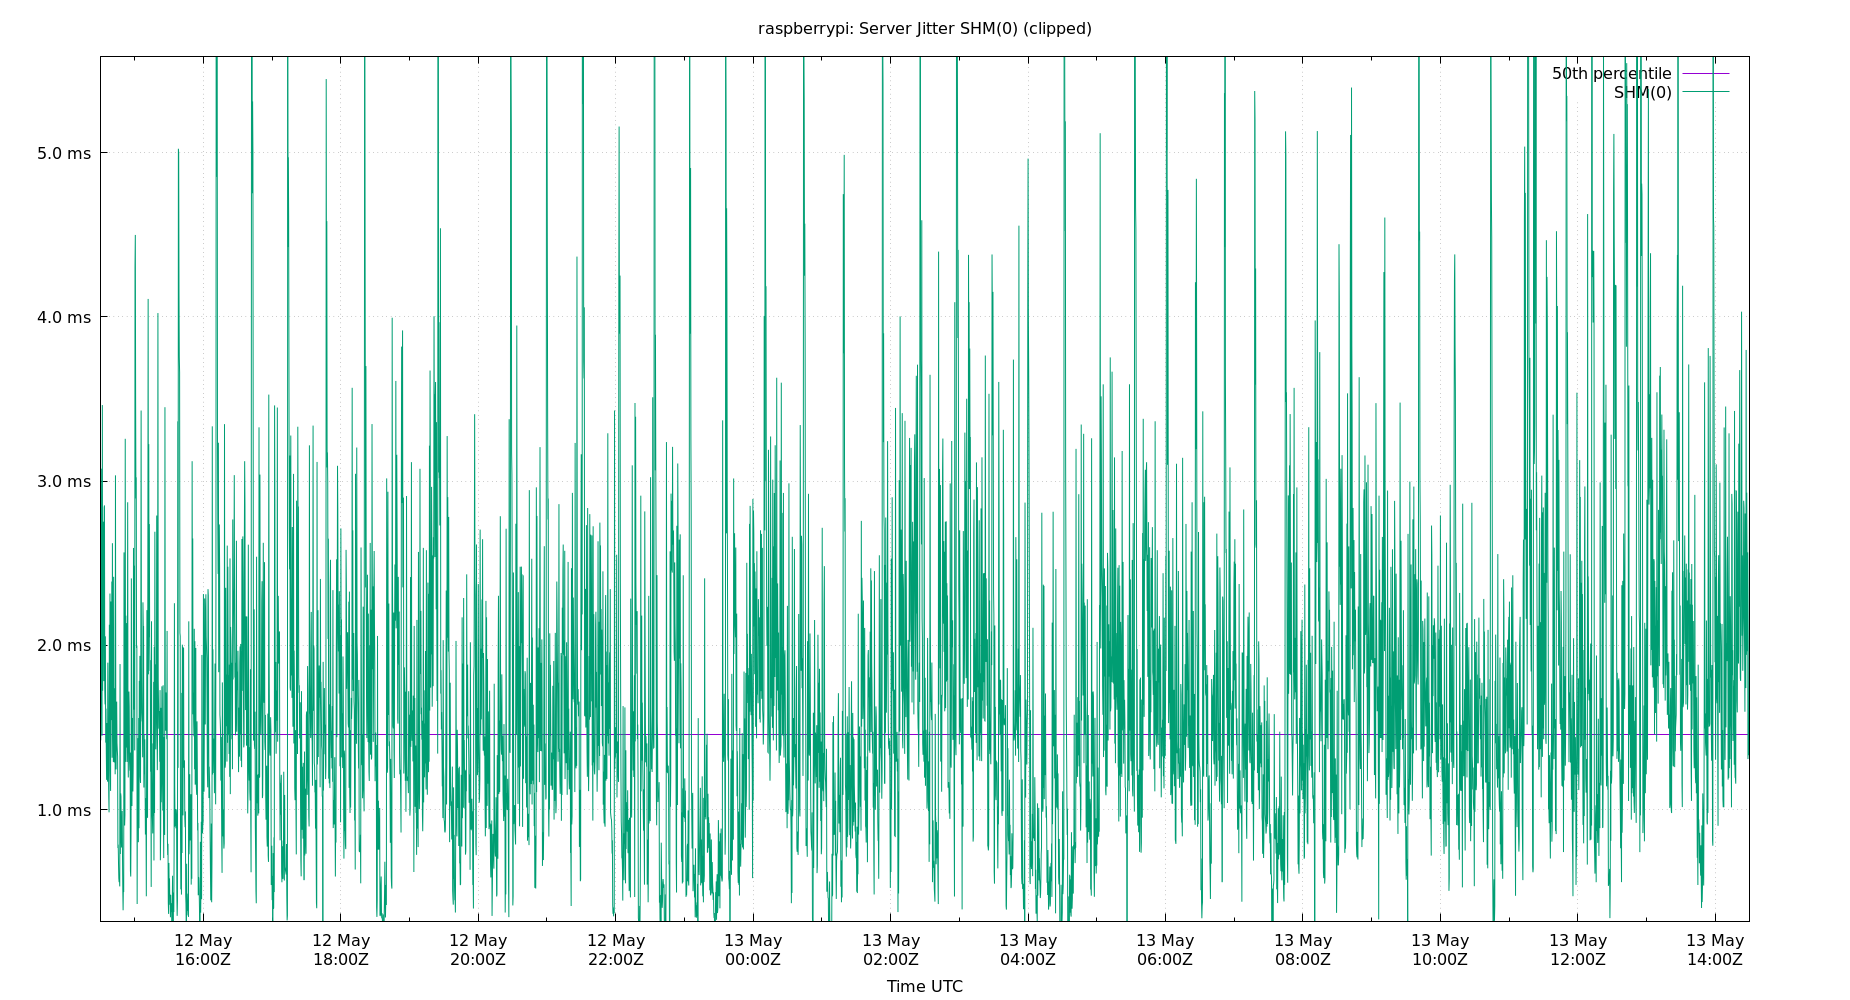 raspberrypi: Server Jitter SHM(0) (clipped)
50th percentile
SHM(0)
5.0 ms
4.0 ms
3.0 ms
2.0 ms
1.0 ms
12 May 12 May 12 May 12 May 13 May 13 May 13 May 13 May 13 May 13 May 13 May 13 May
16:00Z 18:00Z 20:00Z 22:00Z 00:00Z 02:00Z 04:00Z 06:00Z 08:00Z 10:00Z 12:00Z 14:00Z
Time UTC